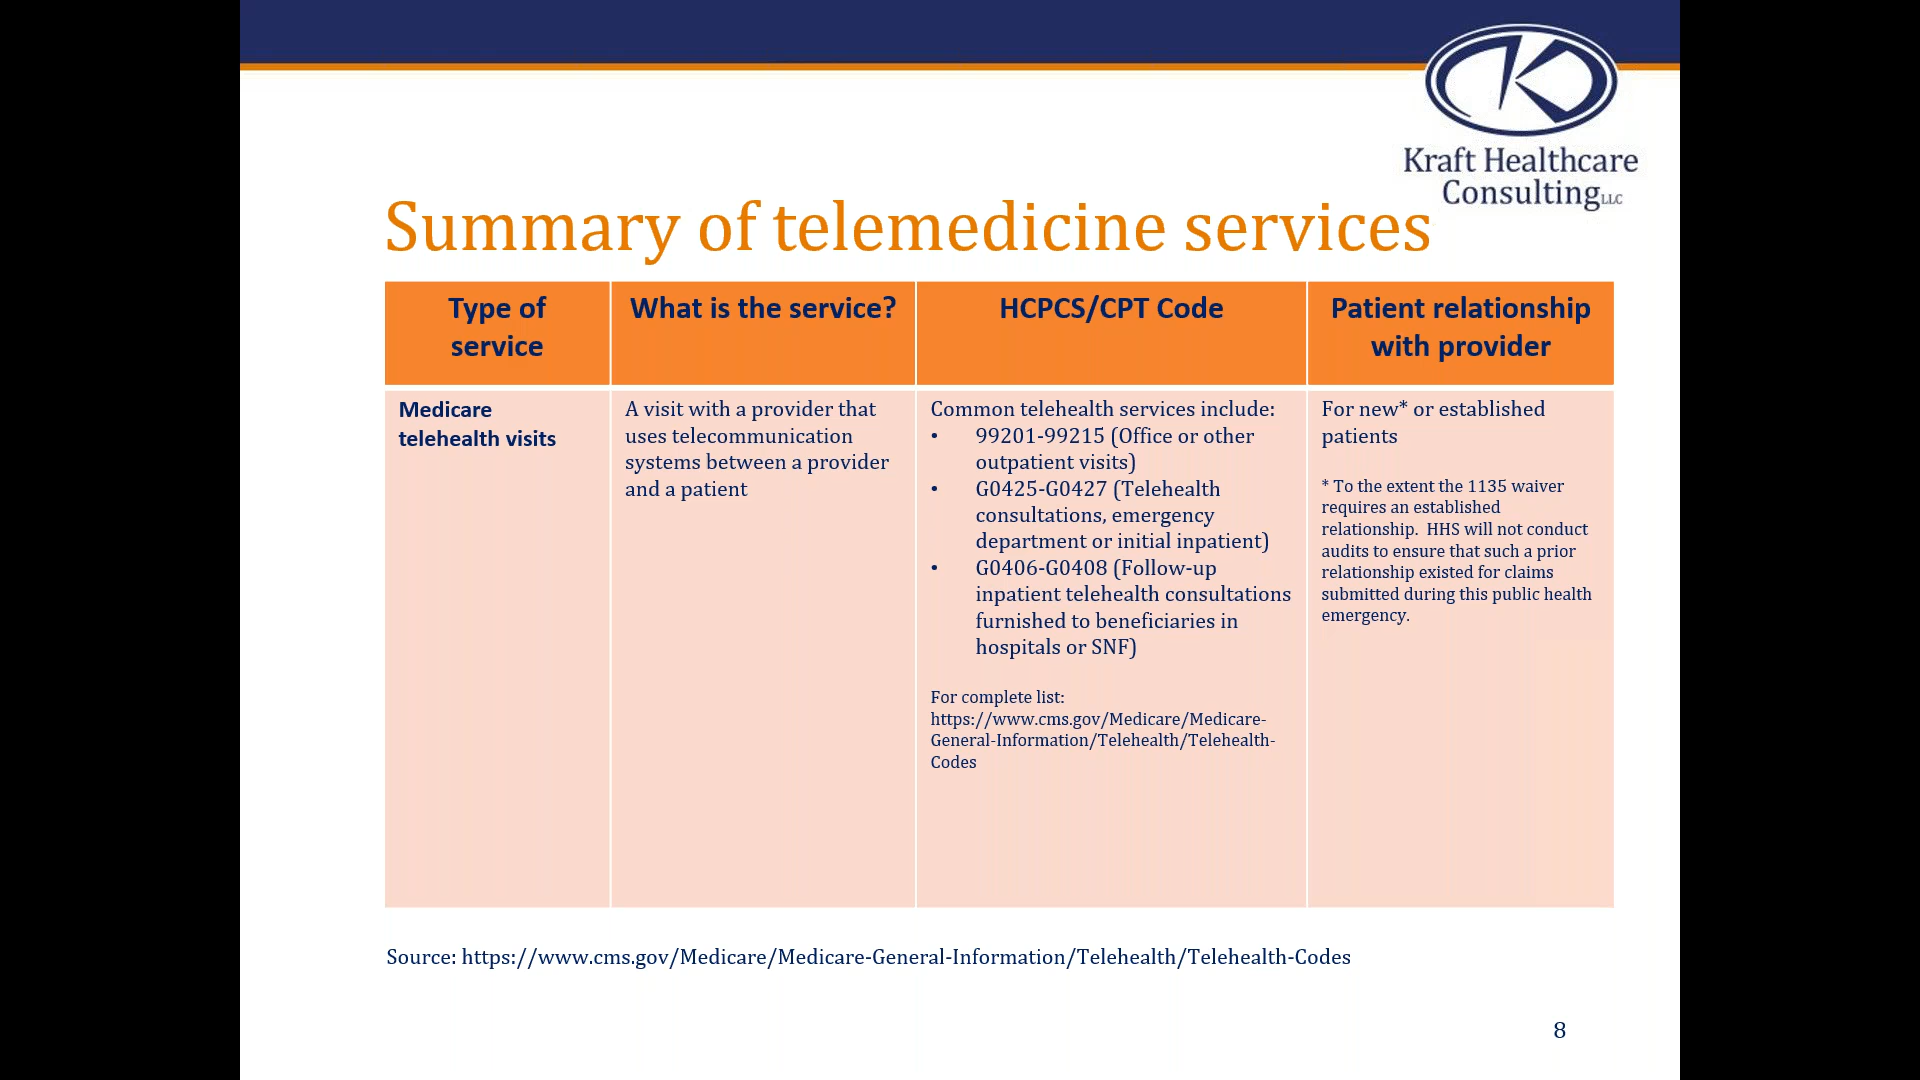 Kraft Healthcare
Consulting LLC
Summary of telemedicine services
Type of
service
What is the service?
HCPCS/CPT Code
Patient relationship
with provider
Medicare
telehealth visits
A visit with a provider that
uses telecommunication
systems between a provider
and a patient
Common telehealth services include:
• 99201-99215 (Office or other
outpatient visits)
• G0425-G0427 (Telehealth
consultations, emergency
department or initial inpatient)
• G0406-G0408 (Follow-up
inpatient telehealth consultations
furnished to beneficiaries in
hospitals or SNF)
For complete list:
https://www.cms.gov/Medicare/Medicare-
General-Information/Telehealth/Telehealth-
Codes
For new* or established
patients
* To the extent the 1135 waiver
requires an established
relationship. HHS will not conduct
audits to ensure that such a prior
relationship existed for claims
submitted during this public health
emergency.
Source: https://www.cms.gov/Medicare/Medicare-General-Information/Telehealth/Telehealth-Codes
8